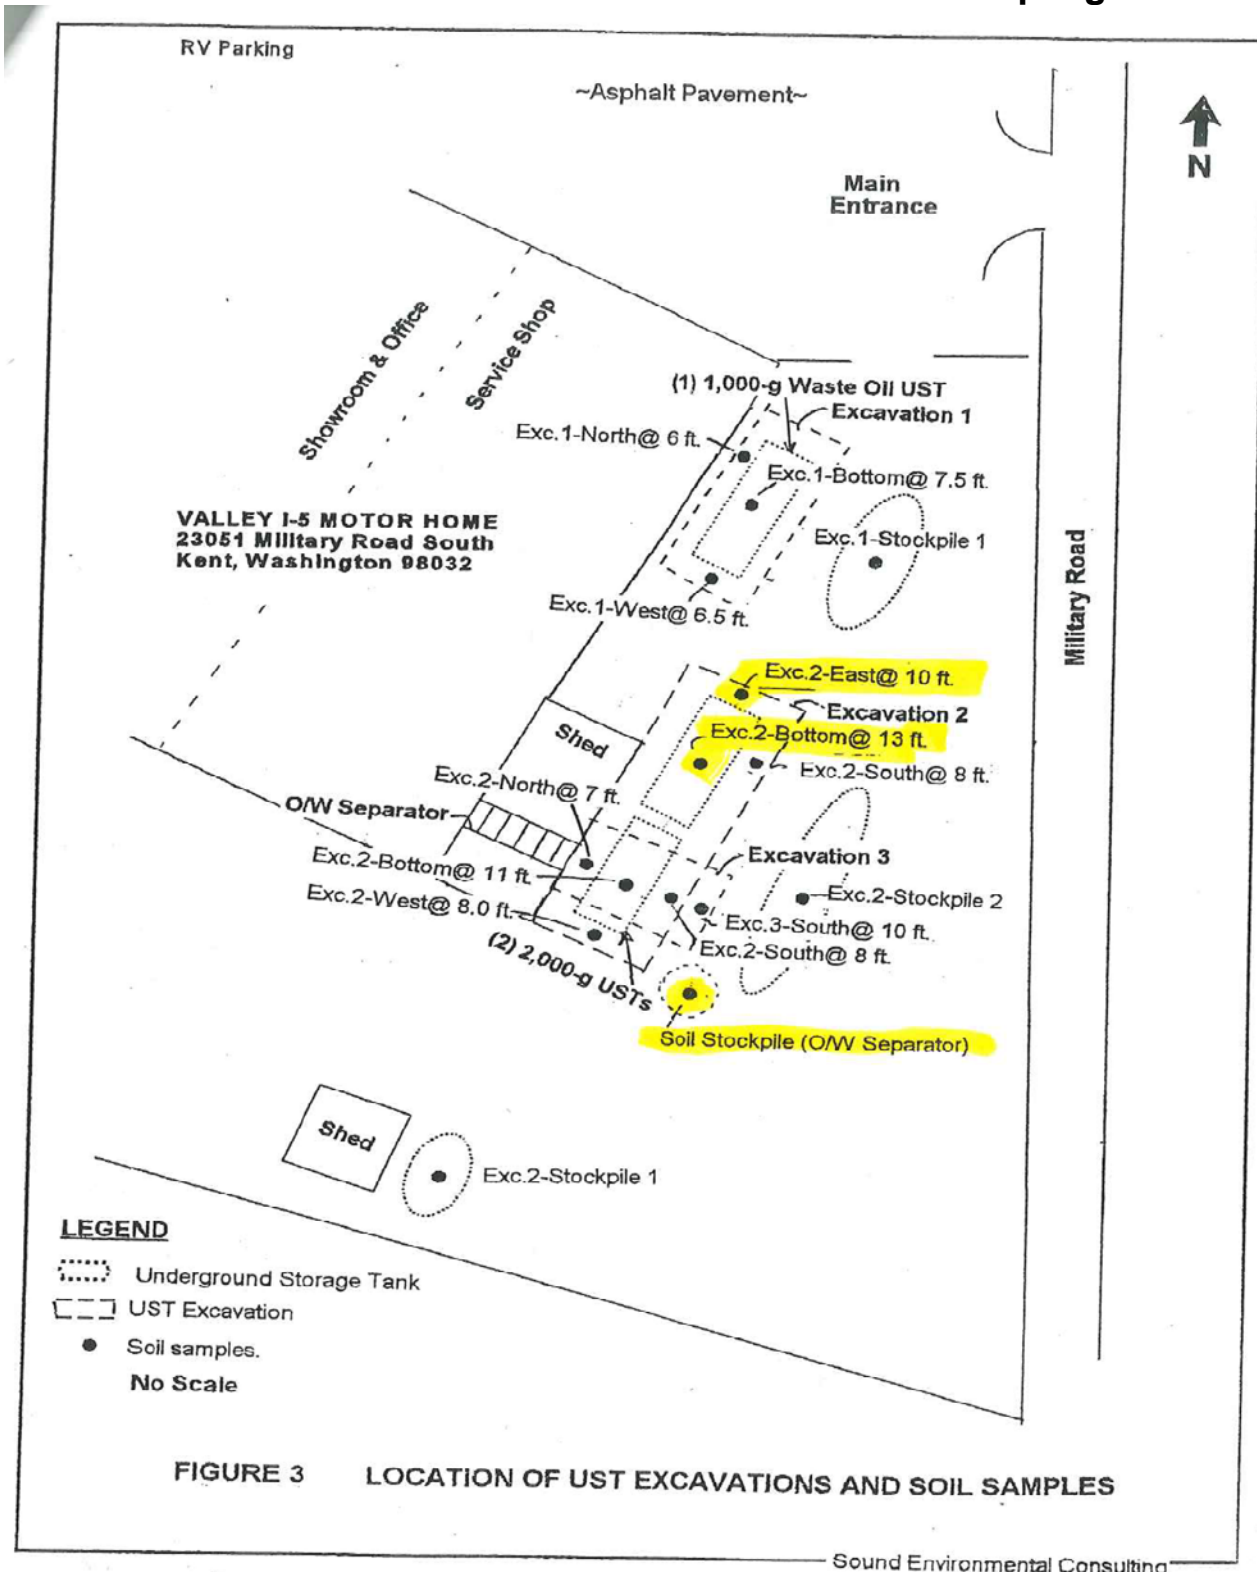 RV Parking
~Asphalt Pavement~
N
Main
Entrance
Showroom & Office
Service Shop
(1) 1,000-g Waste Oil UST
Excavation 1
Exc.1-North@ 6 ft.
Exc.1-Bottom@ 7.5 ft.
VALLEY I-5 MOTOR HOME
23051 Military Road South
Kent, Washington 98032
Exc.1-Stockpile 1
Military Road
Exc.1-West@ 6.5 ft.
Exc.2-East@ 10 ft.
Excavation 2
Shed
Exc.2-Bottom@ 13 ft.
Exc.2-South@ 8 ft.
Exc.2-North@ 7 ft.
O/W Separator
Excavation 3
Exc.2-Bottom@ 11 ft.
Exc.2-Stockpile 2
Exc.2-West@ 8.0 ft.
Exc.3-South@ 10 ft.
Exc.2-South@ 8 ft.
(2) 2,000-g USTs
Soil Stockpile (O/W Separator)
Shed
Exc.2-Stockpile 1
LEGEND
Underground Storage Tank
UST Excavation
Soil samples.
No Scale
FIGURE 3 LOCATION OF UST EXCAVATIONS AND SOIL SAMPLES
Sound Environmental Consulting